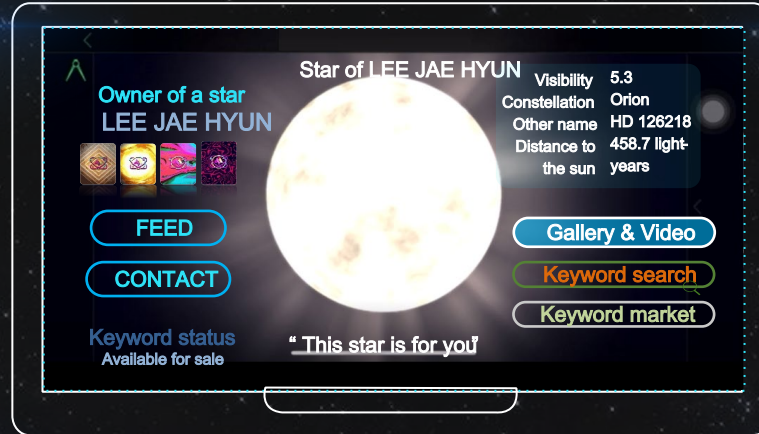 Star of LEE JAE HYUN
Owner of a star
LEE JAE HYUN
FEED
CONTACT
Keyword status
Available for sale
“ This star is for you”
Visibility 5.3
Constellation Orion
Other name HD 126218
Distance to 458.7 light-
the sun years
Gallery & Video
Keyword search
Keyword market